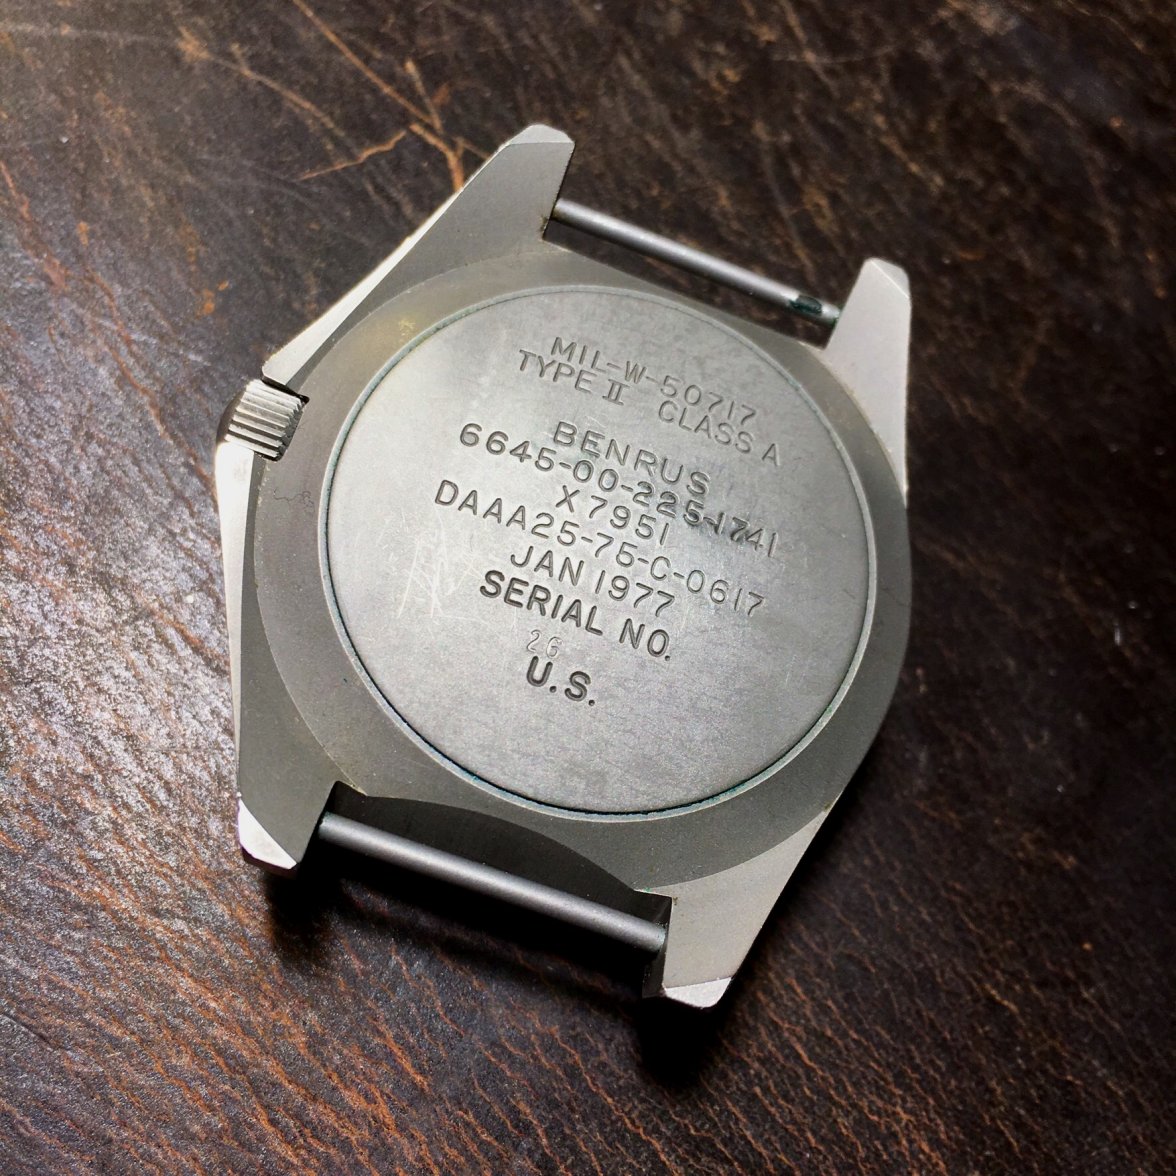 MIL-W-50717
TYPE II CLASS A
BENRUS
6645-00-225-1741
X7951
DAAA25-75-C-0617
JAN 1977
SERIAL NO.
26
U.S.